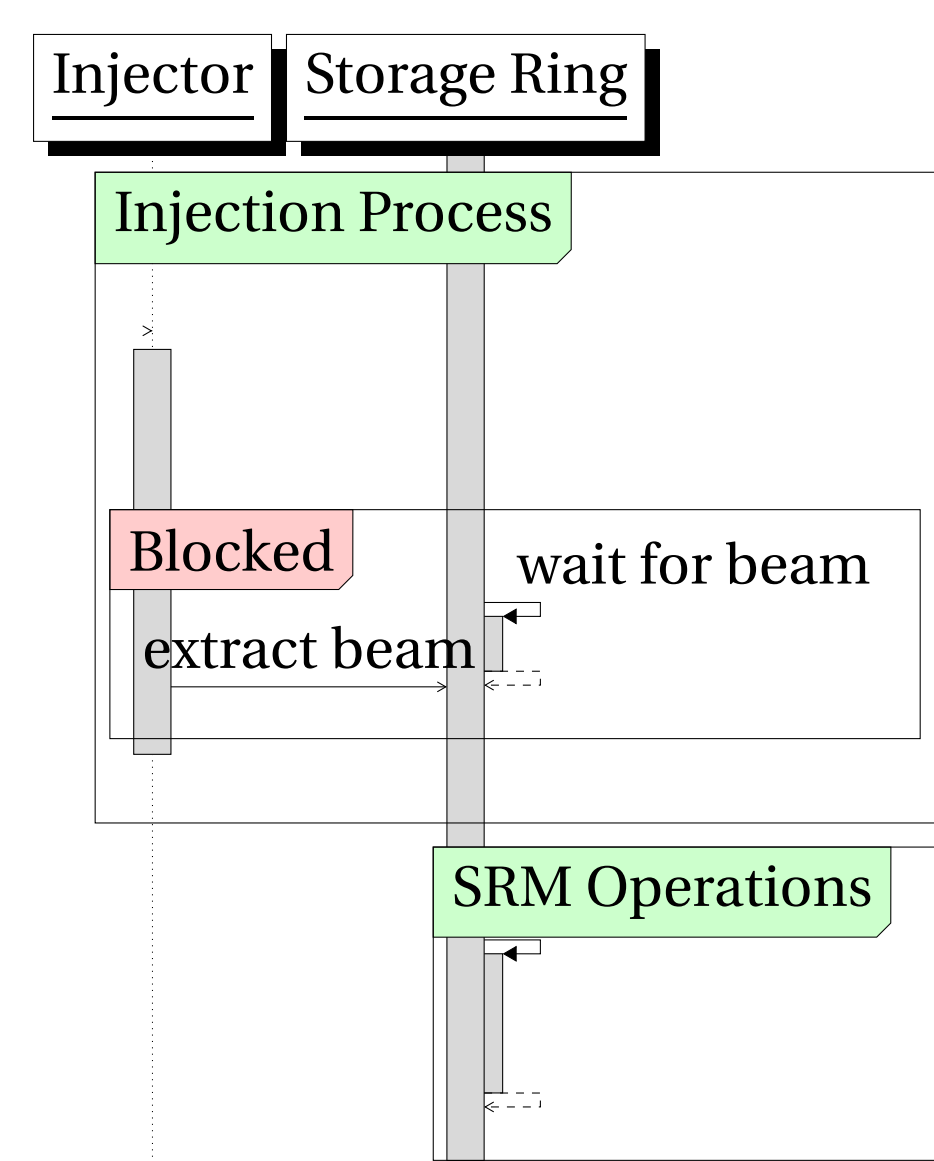 Injector
Storage Ring
Injection Process
Blocked
wait for beam
extract beam
SRM Operations